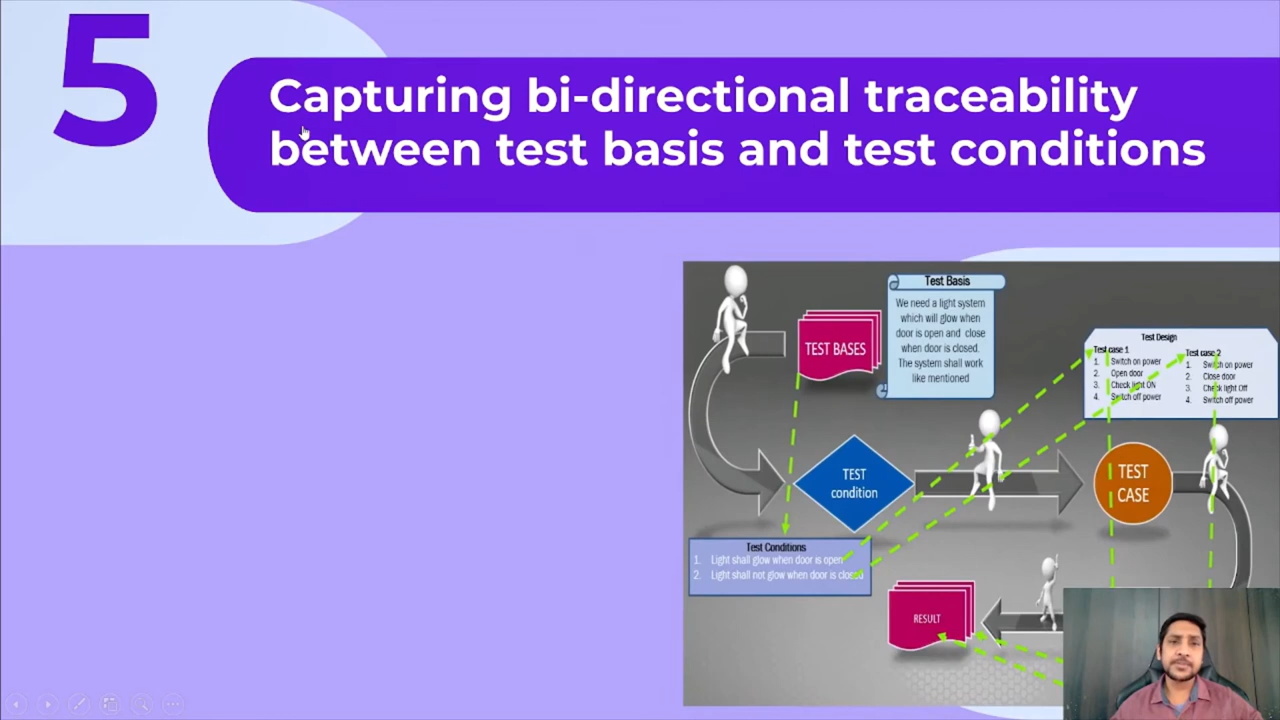 5
Capturing bi-directional traceability
between test basis and test conditions
Test Basis
We need a light system
which will glow when
door is open and close
when door is closed.
The system shall work
like mentioned
TEST BASES
Test Design
Test case 1
1. Switch on power
2. Open door
3. Check light ON
4. Switch off power
Test case 2
1. Switch on power
2. Close door
3. Check light Off
4. Switch off power
TEST
condition
TEST
CASE
Test Conditions
1. Light shall glow when door is open
2. Light shall not glow when door is closed
RESULT